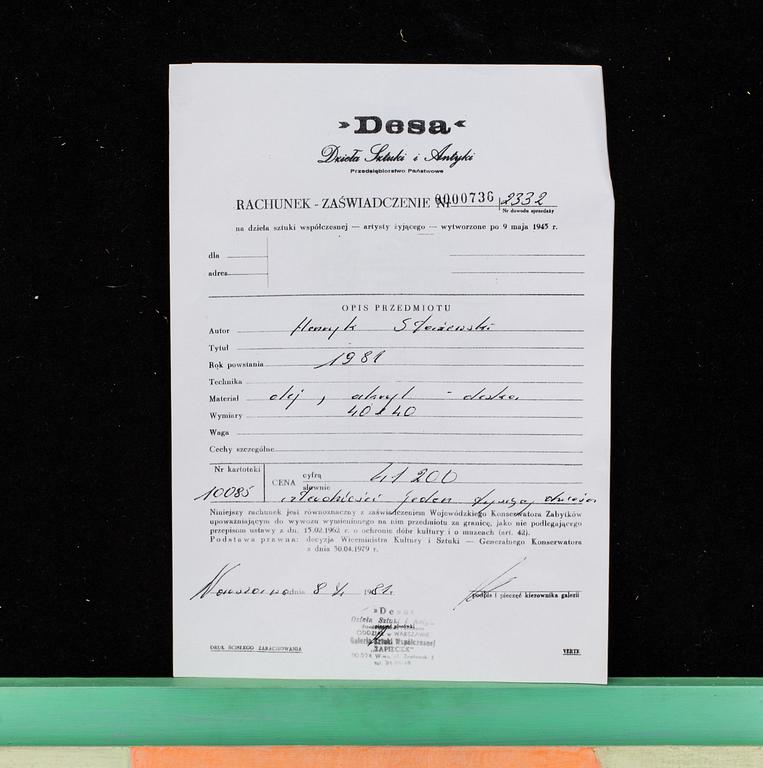 »Desa«
Dzieła Sztuki i Antyki
Przedsiębiorstwo Państwowe
RACHUNEK - ZAŚWIADCZENIE Nr 0000736 2332
Nr dowodu sprzedaży
na dzieła sztuki współczesnej — artysty żyjącego — wytworzone po 9 maja 1945 r.
dla
adres
OPIS PRZEDMIOTU
Autor Henryk Stażewski
Tytuł
Rok powstania 1981
Technika
Materiał olej, akryl - deska
Wymiary 40 x 40
Waga
Cechy szczególne
Nr kartoteki 10085
CENA cyfrą 41 200
słownie czterdzieści jeden tysięcy dwieście
Niniejszy rachunek jest równoznaczny z zaświadczeniem Wojewódzkiego Konserwatora Zabytków
upoważniającym do wywozu wymienionego na nim przedmiotu za granicę, jako nie podlegającego
przepisom ustawy z dn. 15.02.1962 r. o ochronie dóbr kultury i o muzeach (art. 42).
Podstawa prawna: decyzja Wiceministra Kultury i Sztuki — Generalnego Konserwatora
z dnia 30.04.1979 r.
Warszawa dnia 8 1982 r.
podpis i pieczęć kierownika galerii
»Desa«
Dzieła Sztuki i Antyki
pieczęć placówki
ODDZIAŁ w WARSZAWIE
Galeria Sztuki Współczesnej
"ZAPIECEK"
DRUK ŚCISŁEGO ZARACHOWANIA
VERTE